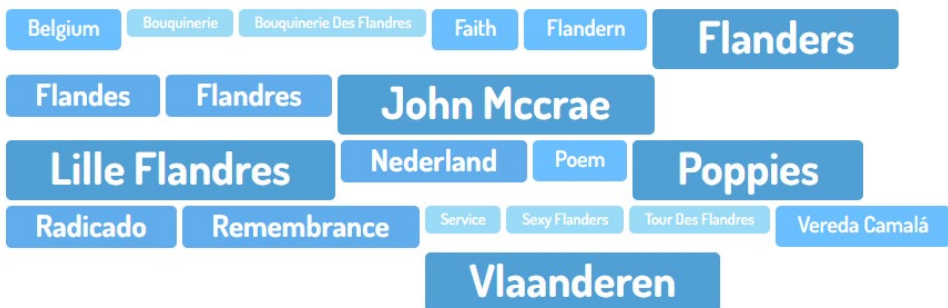 Belgium Bouquinerie Bouquinerie Des Flandres Faith Flandern Flanders
Flandes Flandres John Mccrae
Lille Flandres Nederland Poem Poppies
Radicado Remembrance Service Sexy Flanders Tour Des Flandres Vereda Camalá
Vlaanderen